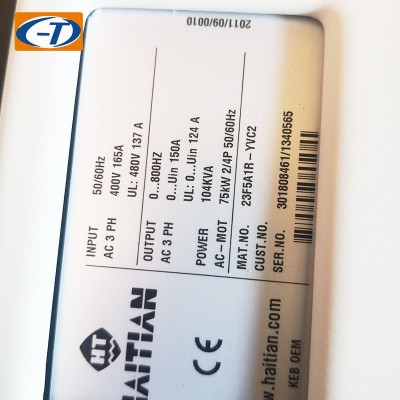 C-T
2011/09/0010
INPUT 50/60Hz
AC 3 PH 400V 165A
UL: 480V 137 A
OUTPUT 0...800HZ
AC 3 PH 0...Uin 150A
UL: 0...Uin 124 A
POWER 104KVA
AC-MOT 75kW 2/4P 50/60Hz
MAT.NO. 23F5A1R-YVC2
CUST.NO.
SER.NO. 301808461/1340565
HT
HAITIAN
CE
w.haitian.com
KEB OEM